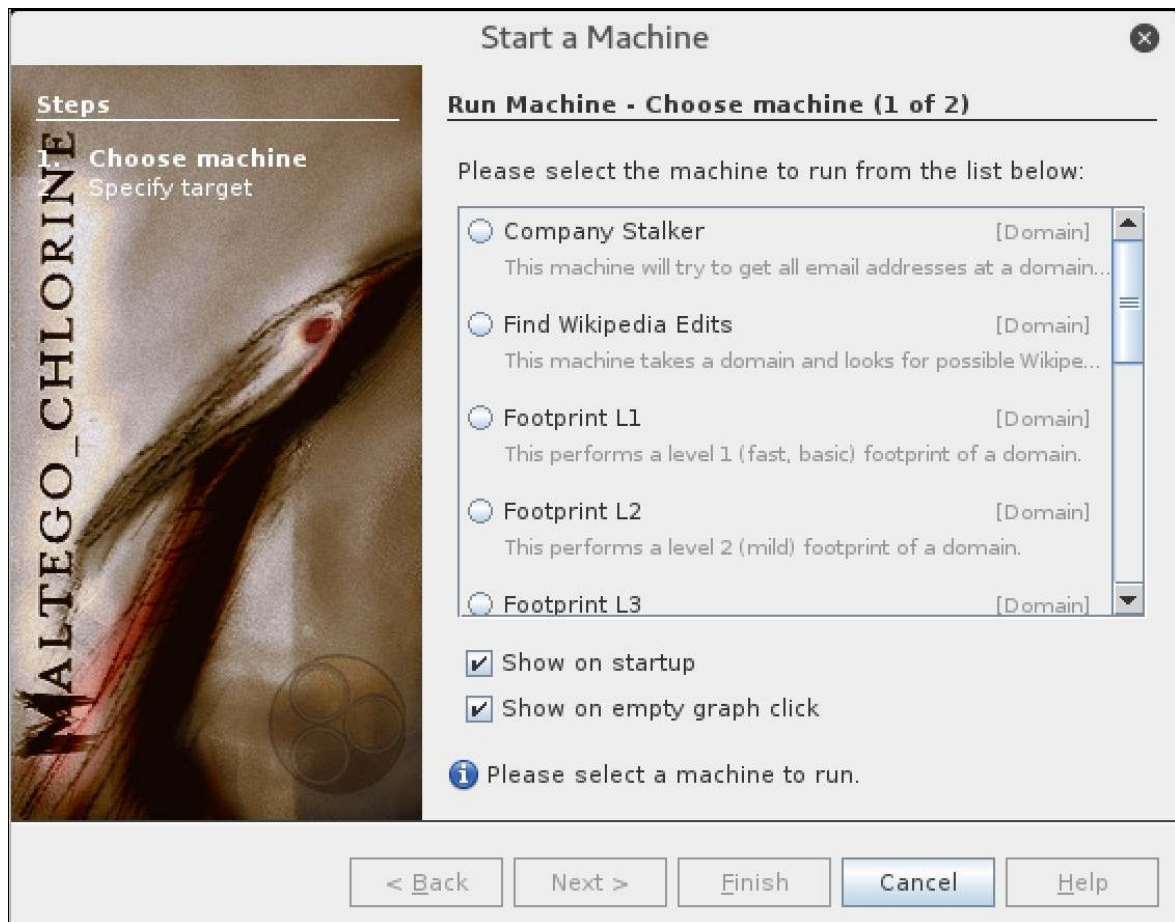 Start a Machine
Steps
1. Choose machine
2. Specify target
MALTEGO_CHLORINE
Run Machine - Choose machine (1 of 2)
Please select the machine to run from the list below:
Company Stalker [Domain]
This machine will try to get all email addresses at a domain...
Find Wikipedia Edits [Domain]
This machine takes a domain and looks for possible Wikipe...
Footprint L1 [Domain]
This performs a level 1 (fast, basic) footprint of a domain.
Footprint L2 [Domain]
This performs a level 2 (mild) footprint of a domain.
Footprint L3 [Domain]
Show on startup
Show on empty graph click
Please select a machine to run.
< Back Next > Finish Cancel Help